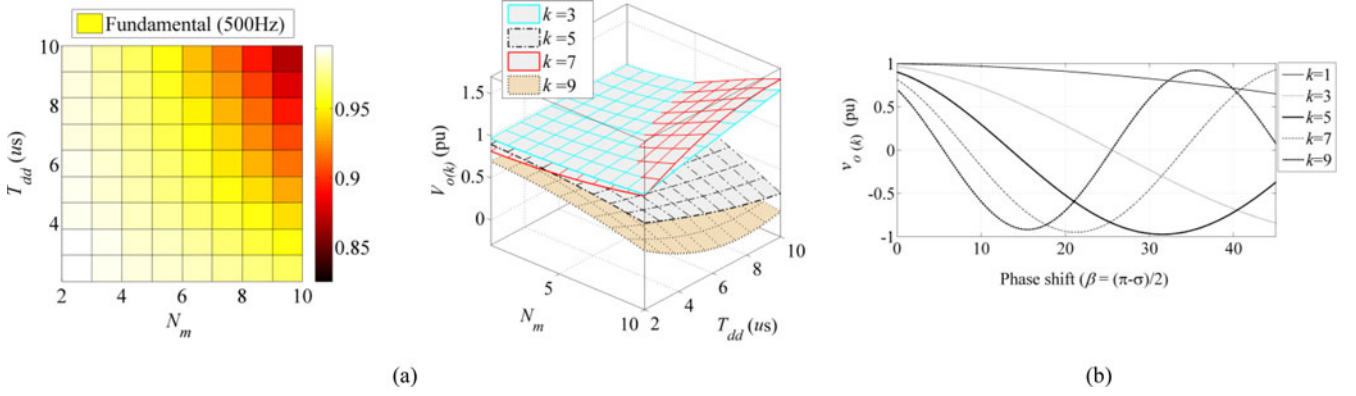 Fundamental (500Hz)
10
8
6
4
T_dd (us)
2 4 6 8 10
N_m
0.95
0.9
0.85
k =3
k =5
k =7
k =9
1.5
1
0.5
0
V_o(k) (pu)
5
10
N_m
2
4
6
8
10
T_dd (us)
(a)
1
0.5
0
-0.5
-1
v_o (k) (pu)
0 10 20 30 40
Phase shift (β = (π-σ)/2)
k=1
k=3
k=5
k=7
k=9
(b)